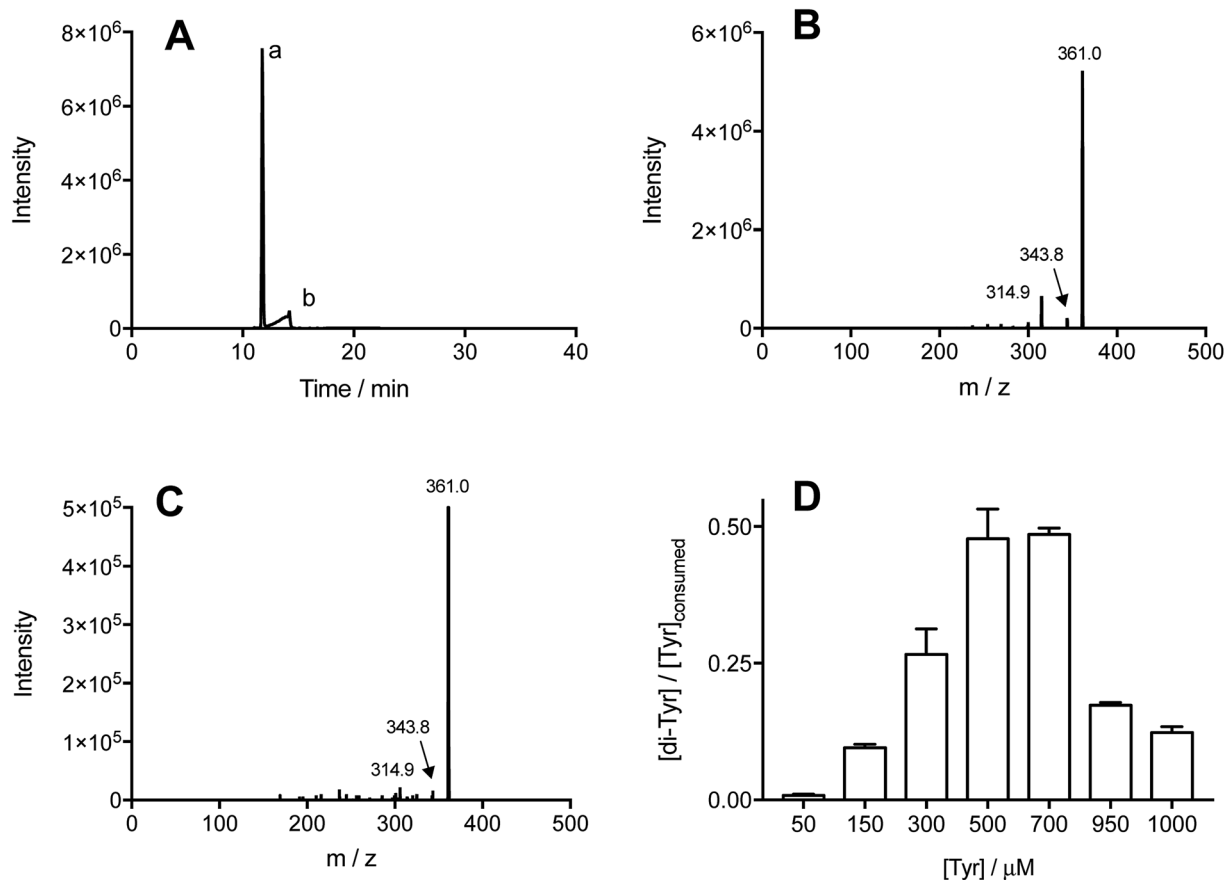 A
8×10⁶
6×10⁶
4×10⁶
2×10⁶
0
Intensity
a
b
0 10 20 30 40
Time / min
B
6×10⁶
4×10⁶
2×10⁶
0
Intensity
361.0
343.8
314.9
0 100 200 300 400 500
m / z
C
5×10⁵
4×10⁵
3×10⁵
2×10⁵
1×10⁵
0
Intensity
361.0
343.8
314.9
0 100 200 300 400 500
m / z
D
0.50
0.25
0.00
[di-Tyr] / [Tyr]consumed
50 150 300 500 700 950 1000
[Tyr] / μM